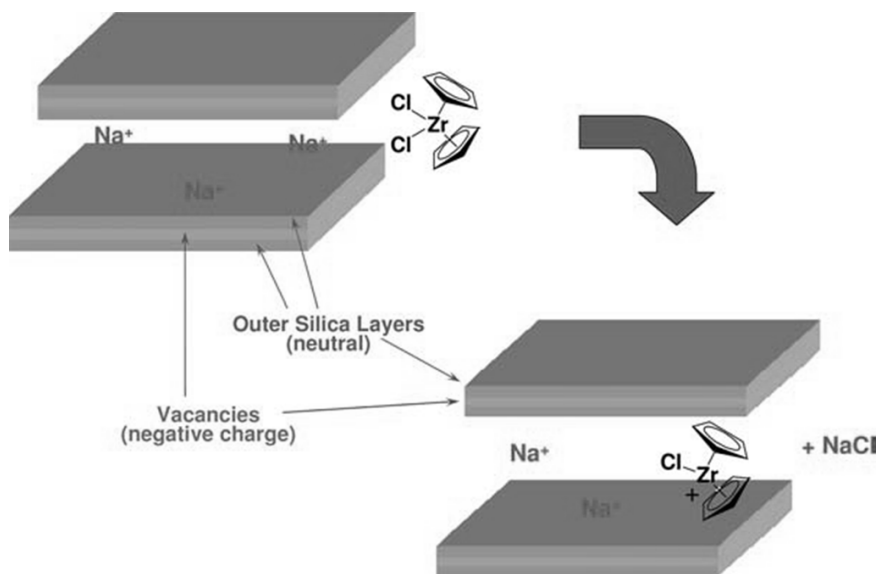 Cl
Zr
Cl
Na⁺
Na⁺
Na⁺
Outer Silica Layers
(neutral)
Vacancies
(negative charge)
Na⁺
Cl
Zr
+
+ NaCl
Na⁺